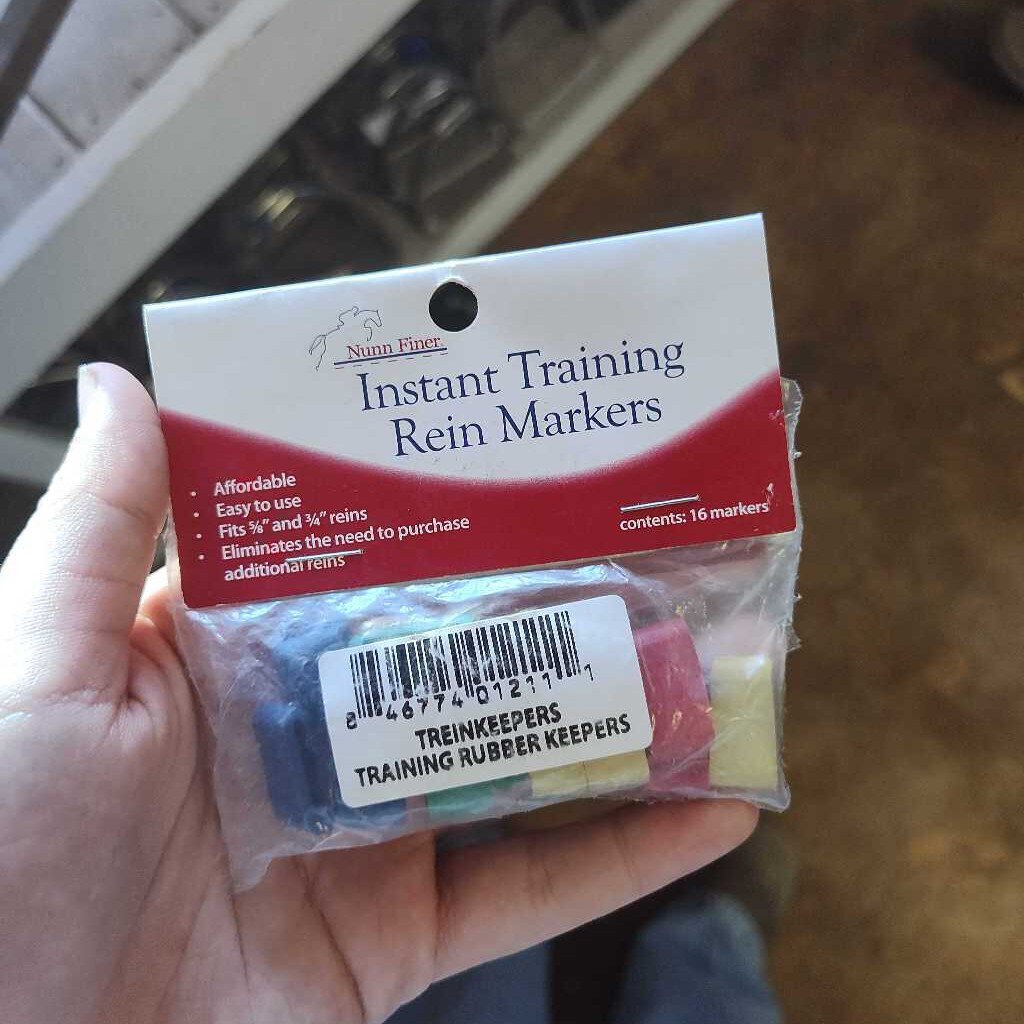 Nunn Finer
Instant Training
Rein Markers
• Affordable
• Easy to use
• Fits ⅝" and ¾" reins
• Eliminates the need to purchase
additional reins
contents: 16 markers
8 46774 01211 1
TREINKEEPERS
TRAINING RUBBER KEEPERS